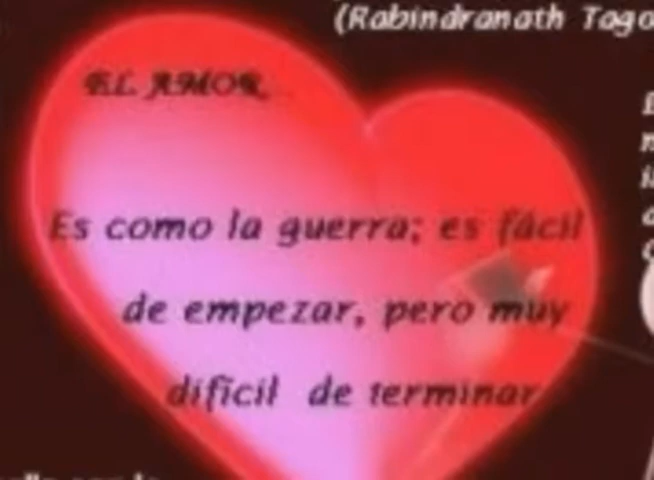 (Rabindranath Tago
EL AMOR
Es como la guerra; es fácil
de empezar, pero muy
difícil de terminar